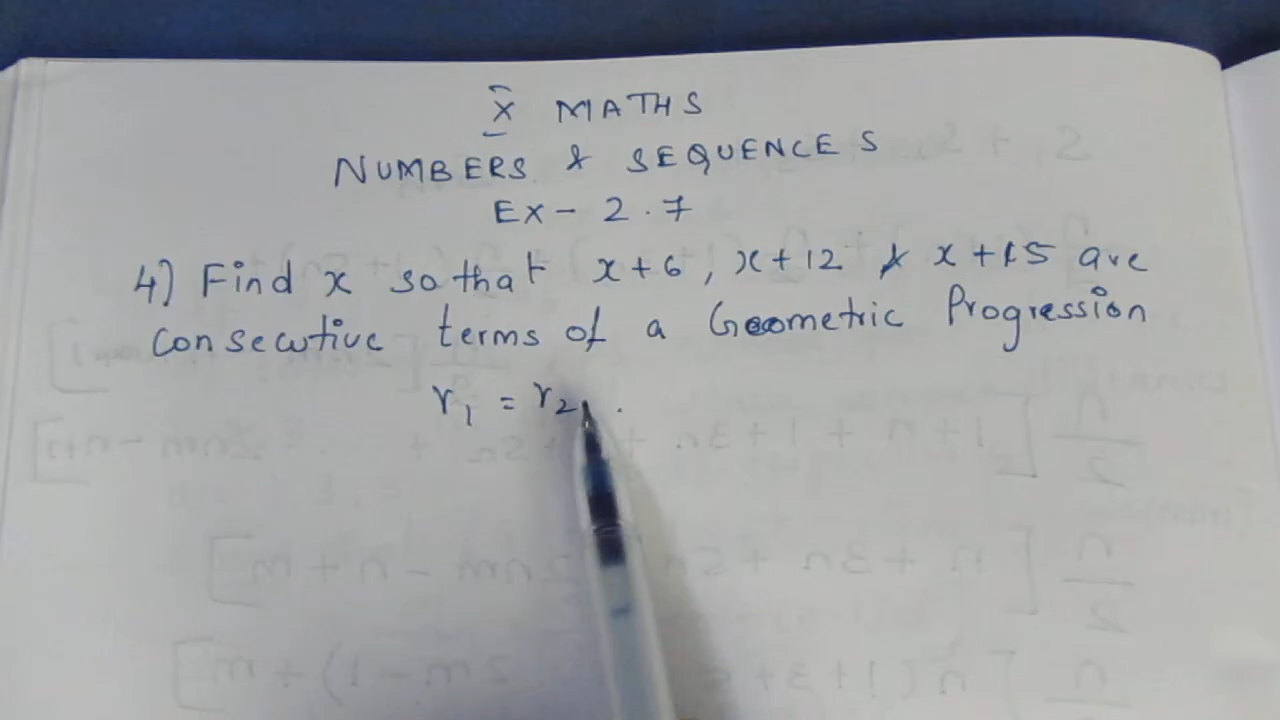 X MATHS
NUMBERS & SEQUENCES
Ex - 2.7
4) Find x so that x+6, x+12 & x+15 are
consecutive terms of a Geometric Progression
r₁ = r₂